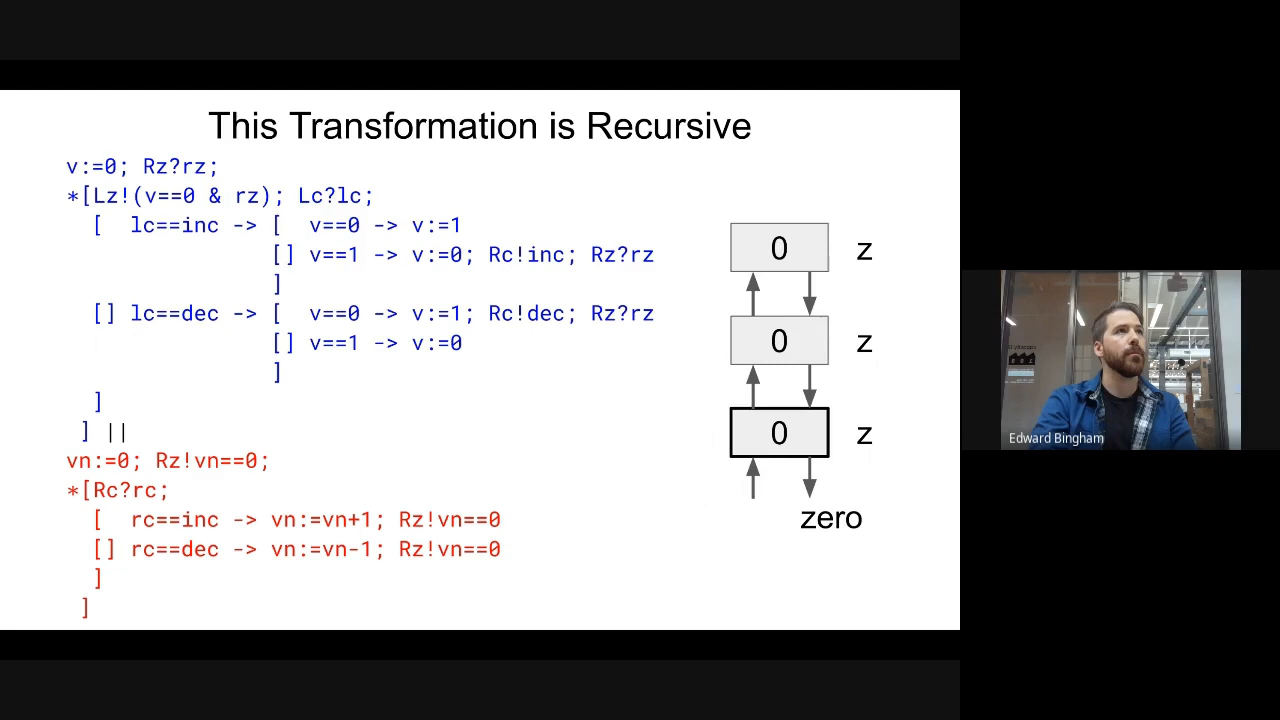 This Transformation is Recursive
v:=0; Rz?rz;
*[Lz!(v==0 & rz); Lc?lc;
[ lc==inc -> [ v==0 -> v:=1
[] v==1 -> v:=0; Rc!inc; Rz?rz
]
[] lc==dec -> [ v==0 -> v:=1; Rc!dec; Rz?rz
[] v==1 -> v:=0
]
]
] ||
vn:=0; Rz!vn==0;
*[Rc?rc;
[ rc==inc -> vn:=vn+1; Rz!vn==0
[] rc==dec -> vn:=vn-1; Rz!vn==0
]
]
0 z
0 z
0 z
zero
Edward Bingham